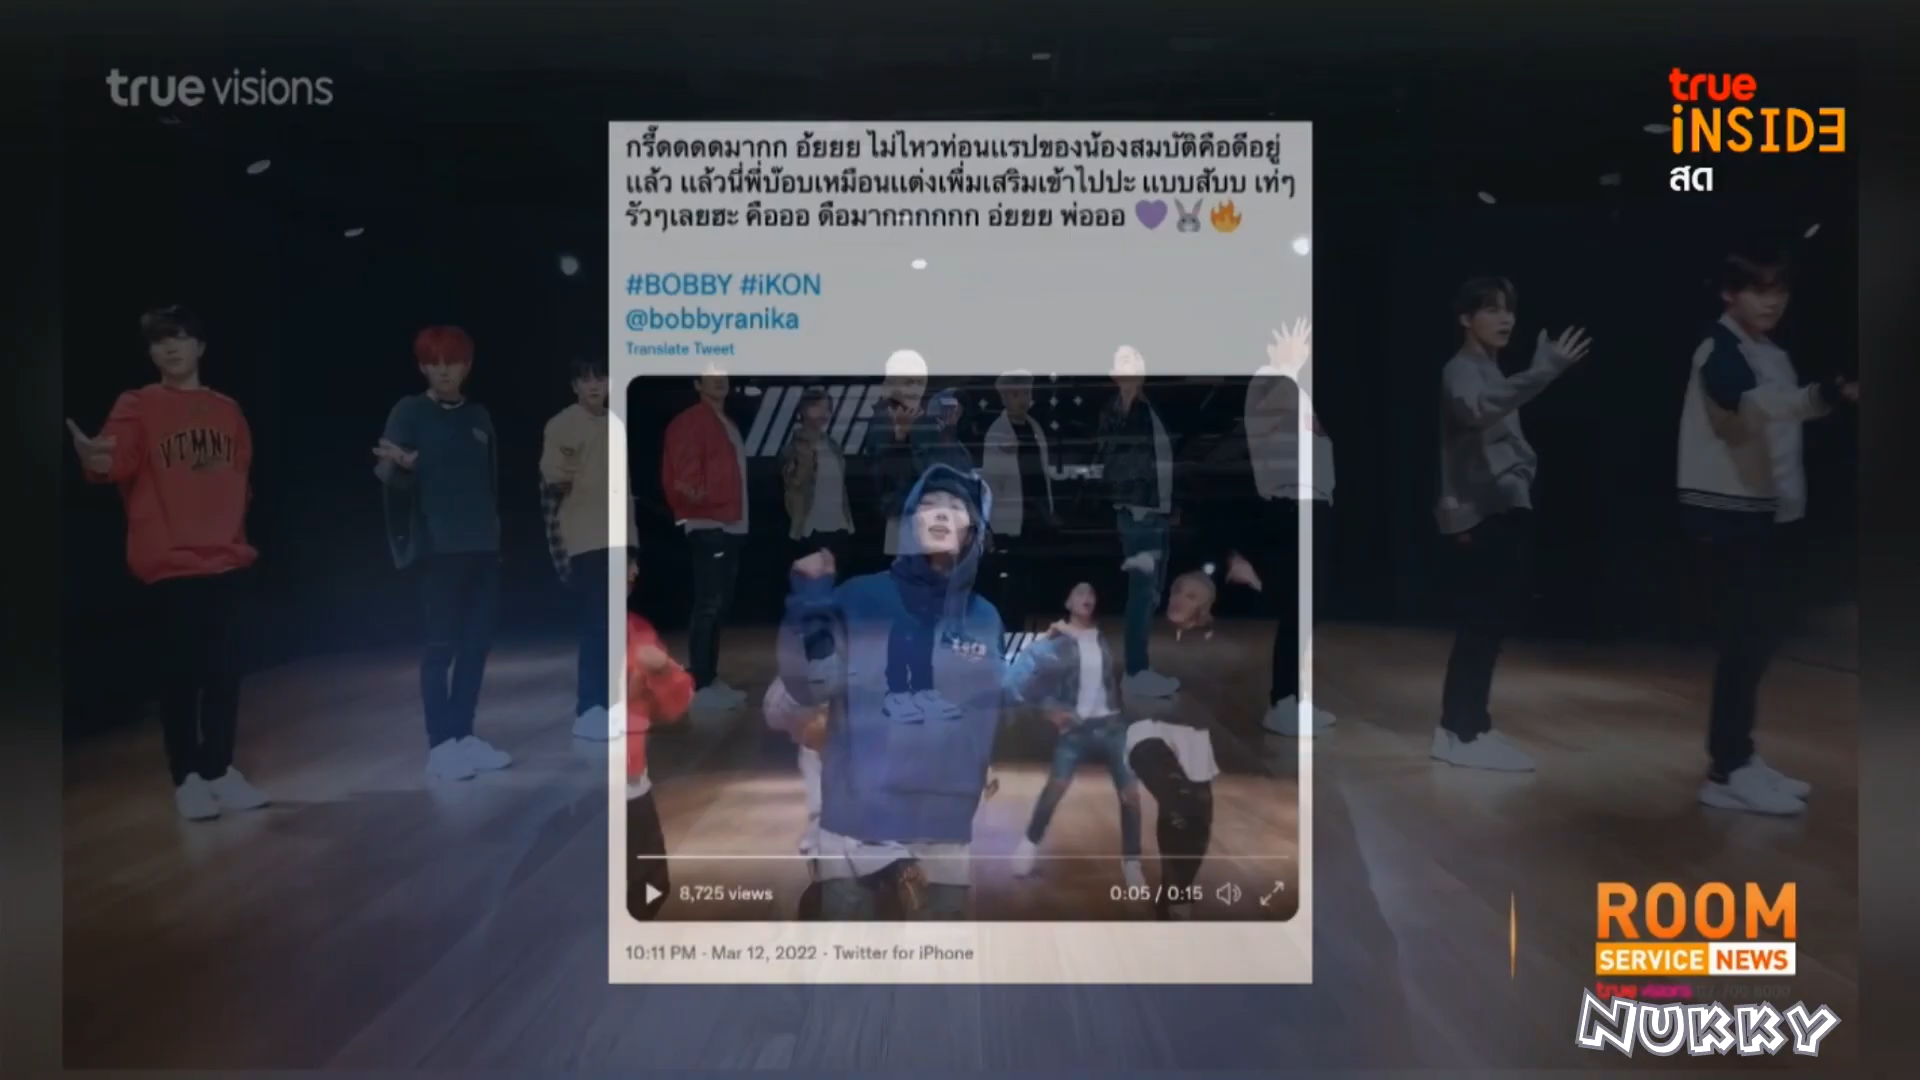 true visions
true
iNSIDE
สด
กรี๊ดดดดมากก อ้ยยย ไม่ไหวท่อนแรปของน้องสมบัติคือดีอยู่
แล้ว แล้วนี่พี่บ๊อบเหมือนแต่งเพิ่มเสริมเข้าไปปะ แบบสับบ เท่ๆ
รัวๆเลยฮะ คือออ ดือมากกกกกก อ่ยยย พ่อออ 💜🐰🔥
#BOBBY #iKON
@bobbyranika
Translate Tweet
VTMNT
8,725 views
0:05 / 0:15
10:11 PM · Mar 12, 2022 · Twitter for iPhone
ROOM
SERVICE NEWS
true visions
NUKKY